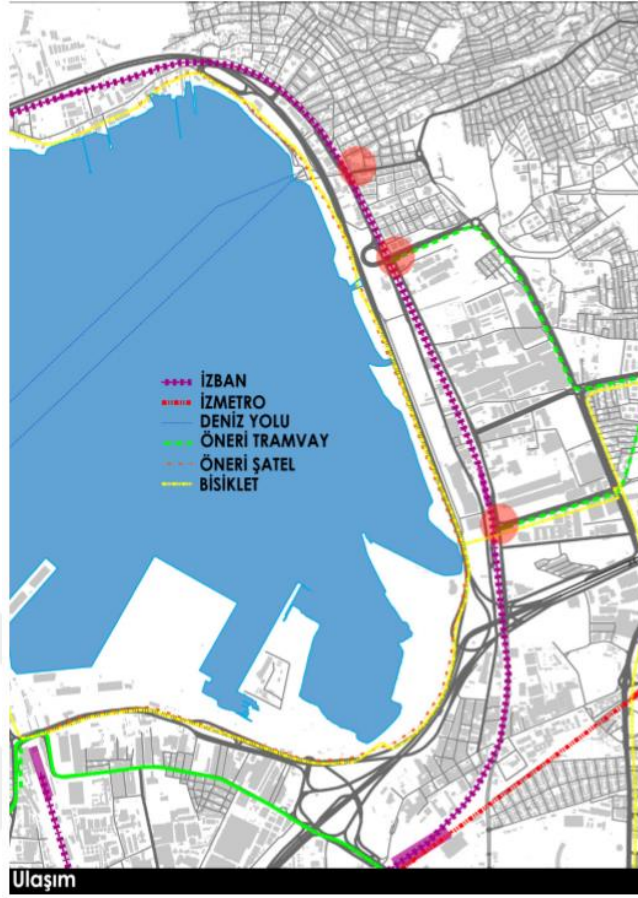 İZBAN
İZMETRO
DENİZ YOLU
ÖNERİ TRAMVAY
ÖNERİ ŞATEL
BİSİKLET
Ulaşım